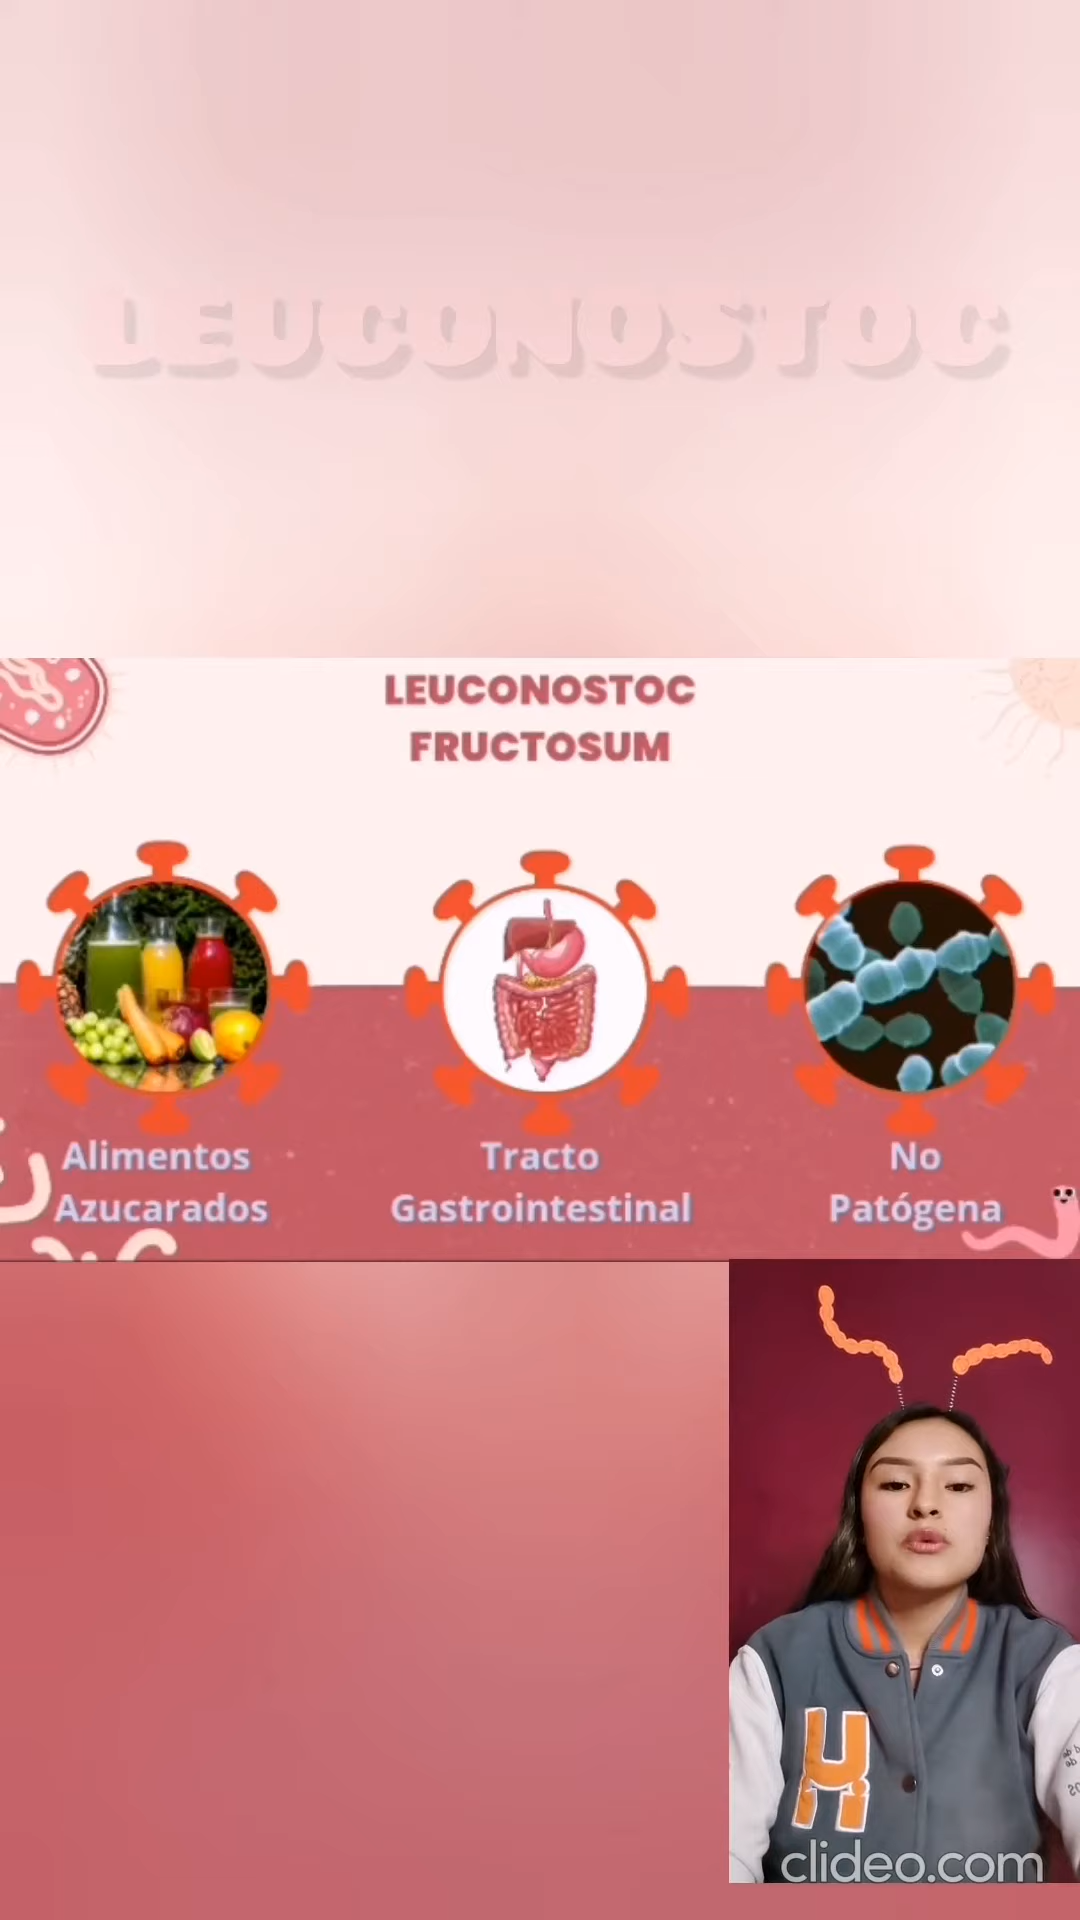 LEUCONOSTOC
LEUCONOSTOC
FRUCTOSUM
Alimentos
Azucarados
Tracto
Gastrointestinal
No
Patógena
H
clideo.com